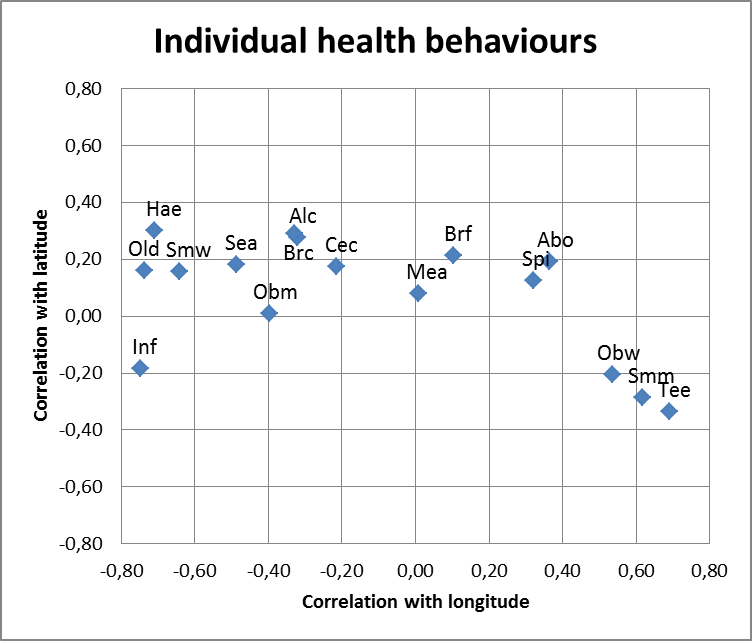 Individual health behaviours
0,80
0,60
0,40
0,20
0,00
-0,20
-0,40
-0,60
-0,80
Correlation with latitude
Hae
Alc
Old
Smw
Sea
Brc
Cec
Brf
Abo
Spi
Mea
Obm
Inf
Obw
Smm
Tee
-0,80 -0,60 -0,40 -0,20 0,00 0,20 0,40 0,60 0,80
Correlation with longitude